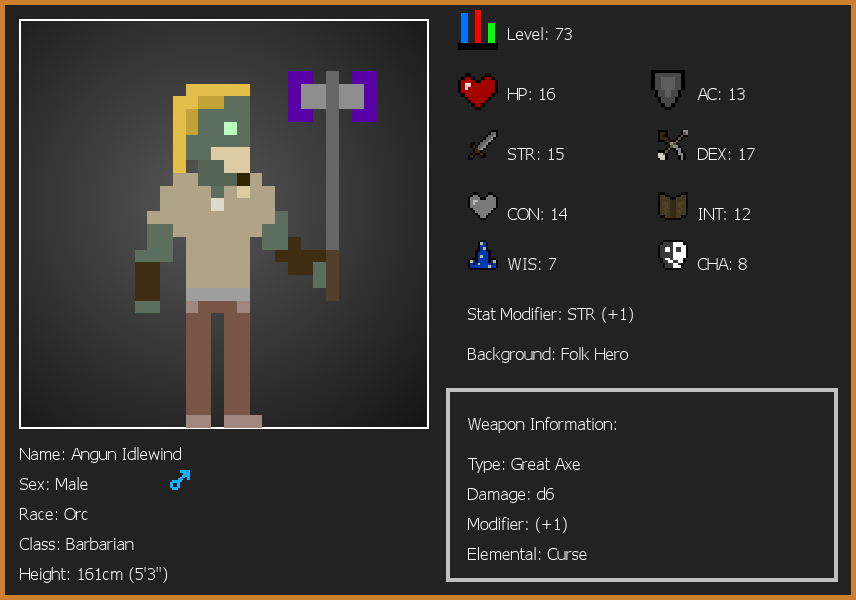 Level: 73
HP: 16
AC: 13
STR: 15
DEX: 17
CON: 14
INT: 12
WIS: 7
CHA: 8
Stat Modifier: STR (+1)
Background: Folk Hero
Weapon Information:
Type: Great Axe
Damage: d6
Modifier: (+1)
Elemental: Curse
Name: Angun Idlewind
Sex: Male
Race: Orc
Class: Barbarian
Height: 161cm (5'3")